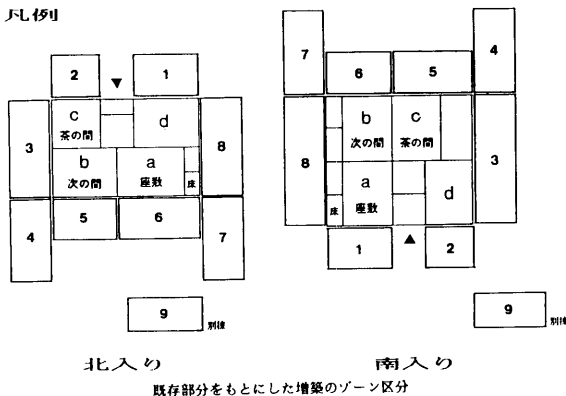 凡例
2
1
c
茶の間
d
3
8
b
次の間
a
座敷
床
5
6
4
7
9
別棟
北入り
7
4
6
5
b
次の間
c
茶の間
8
3
a
座敷
床
d
1
2
9
別棟
南入り
既存部分をもとにした増築のゾーン区分